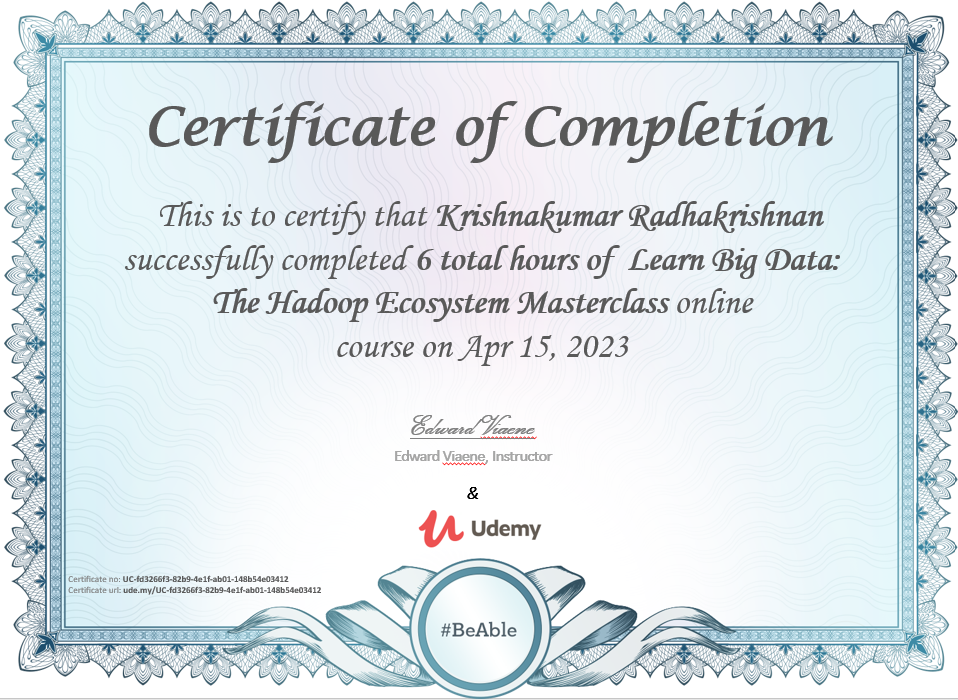 Certificate of Completion
This is to certify that Krishnakumar Radhakrishnan
successfully completed 6 total hours of Learn Big Data:
The Hadoop Ecosystem Masterclass online
course on Apr 15, 2023
Edward Viaene
Edward Viaene, Instructor
&
Udemy
Certificate no: UC-fd3266f3-82b9-4e1f-ab01-148b54e03412
Certificate url: ude.my/UC-fd3266f3-82b9-4e1f-ab01-148b54e03412
#BeAble